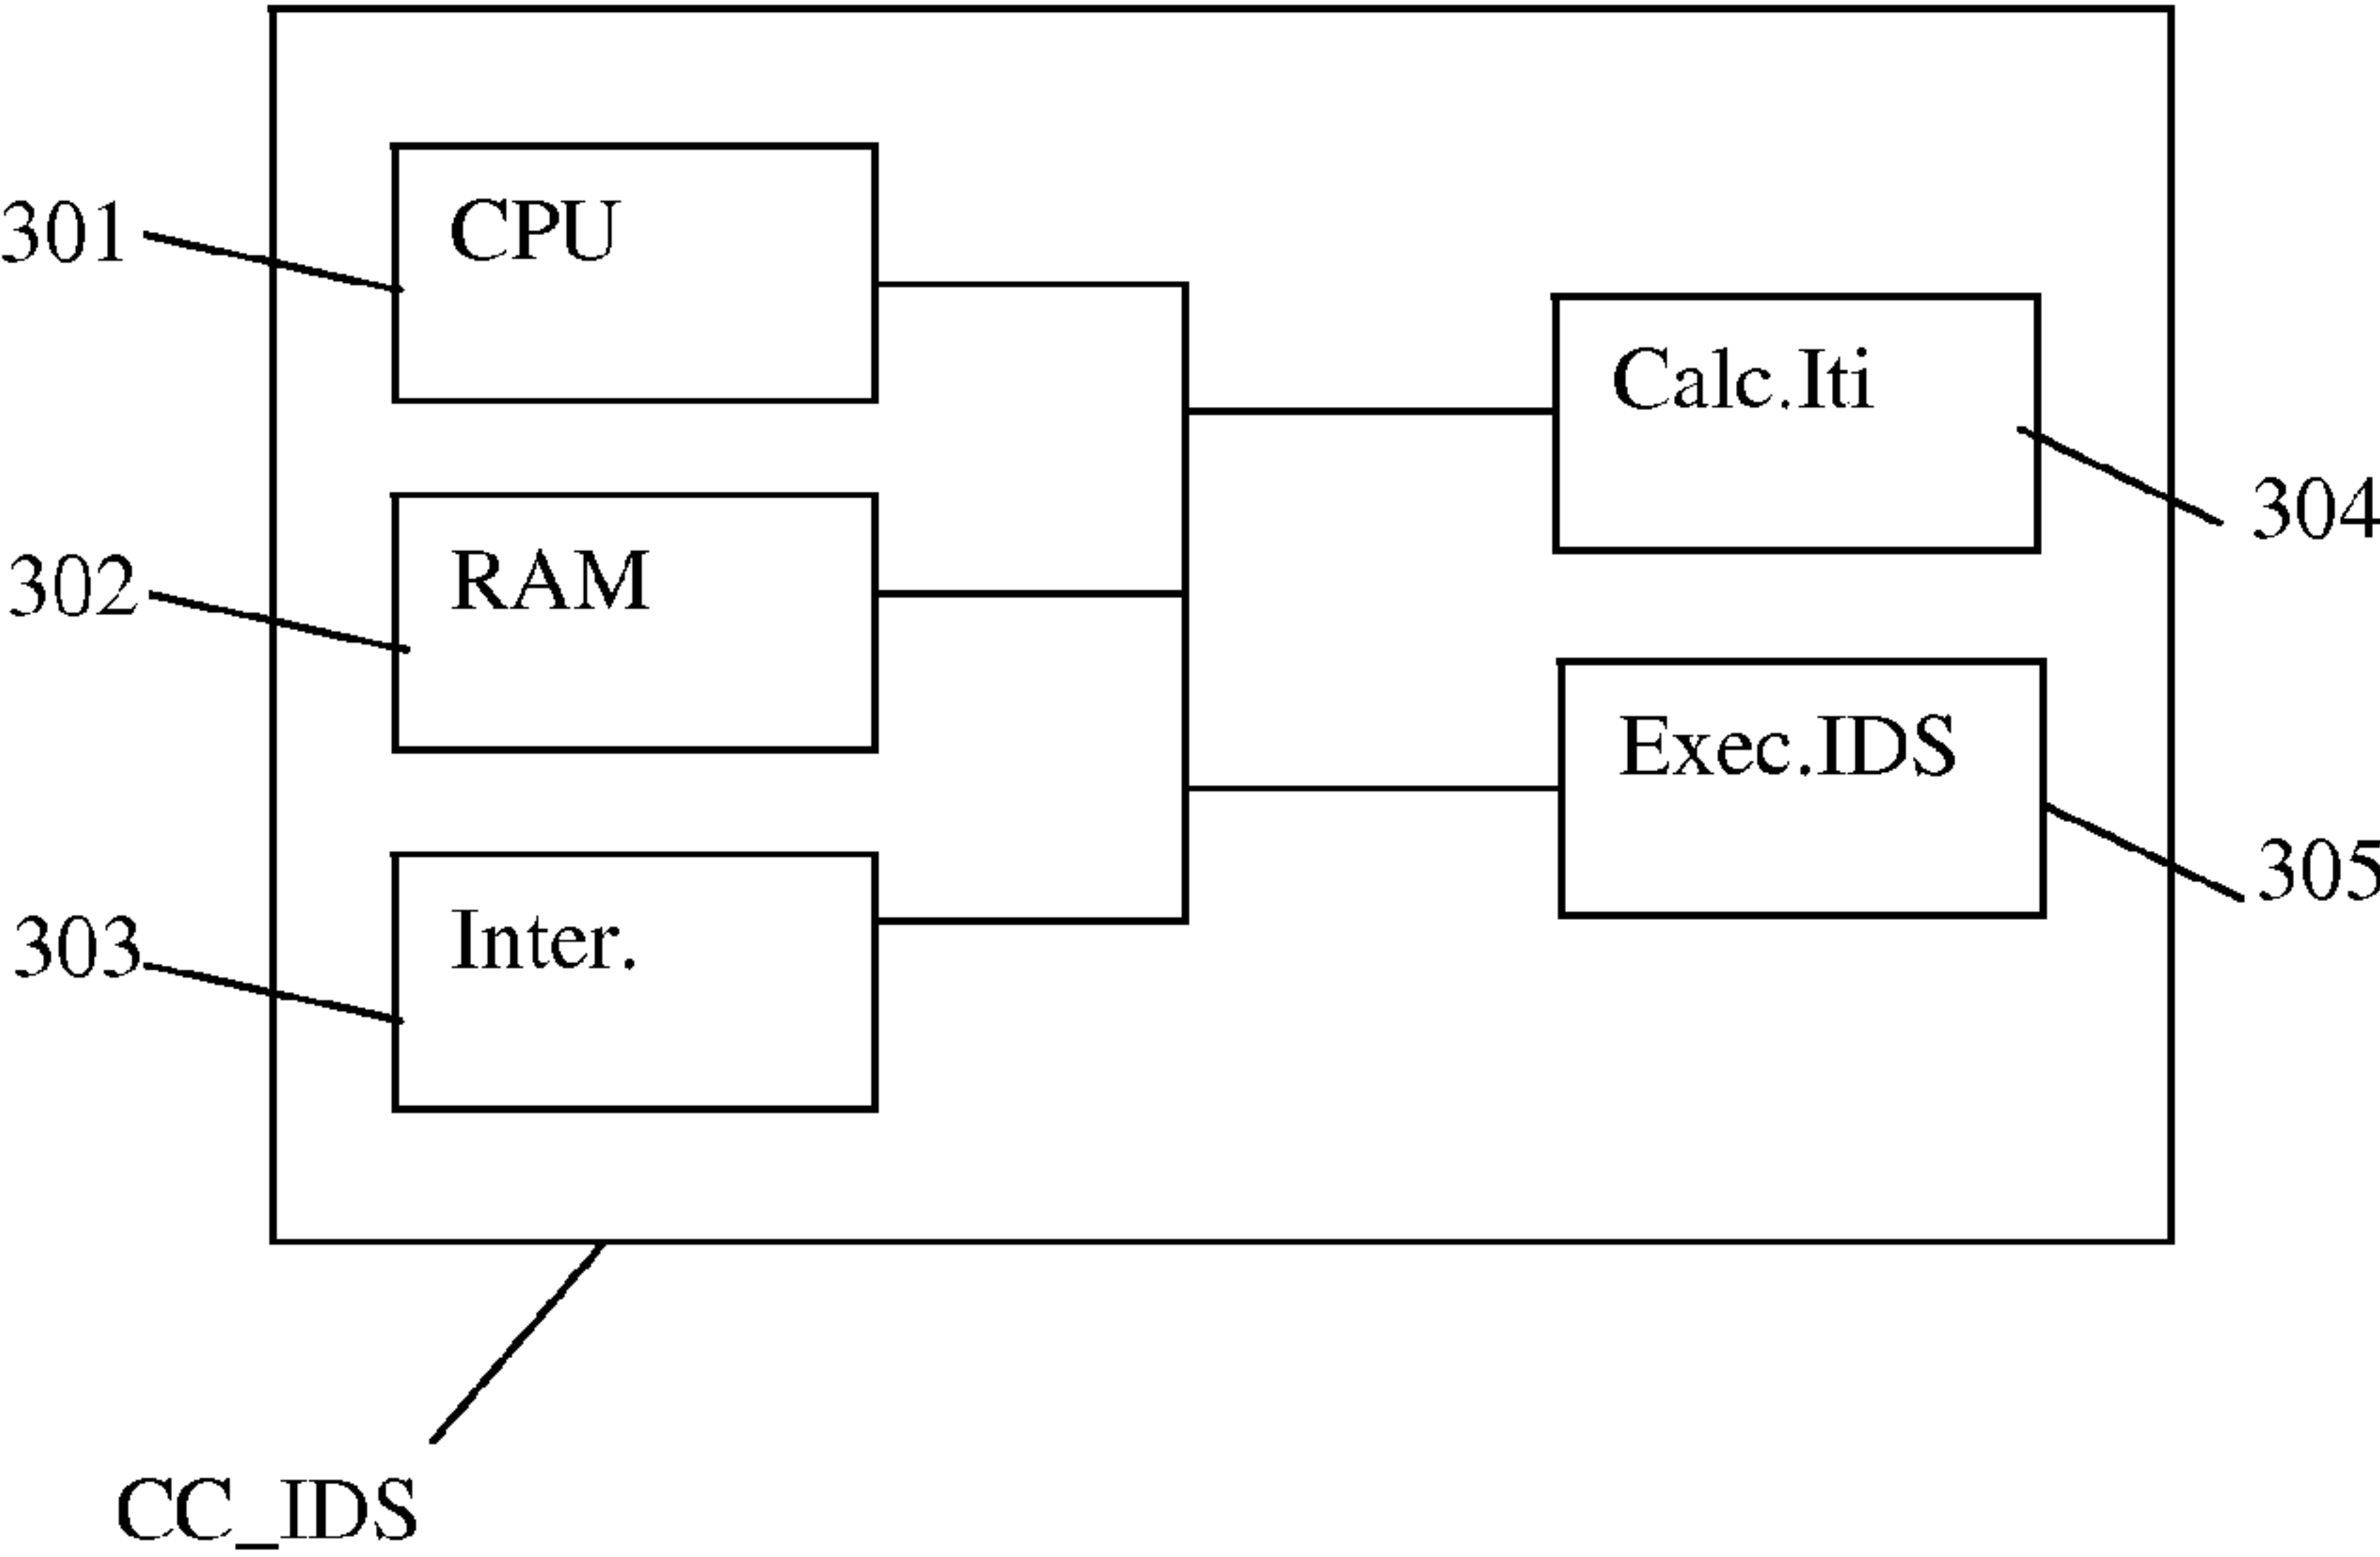 CPU
301
Calc.Iti
304
RAM
302
Exec.IDS
305
Inter.
303
CC_IDS